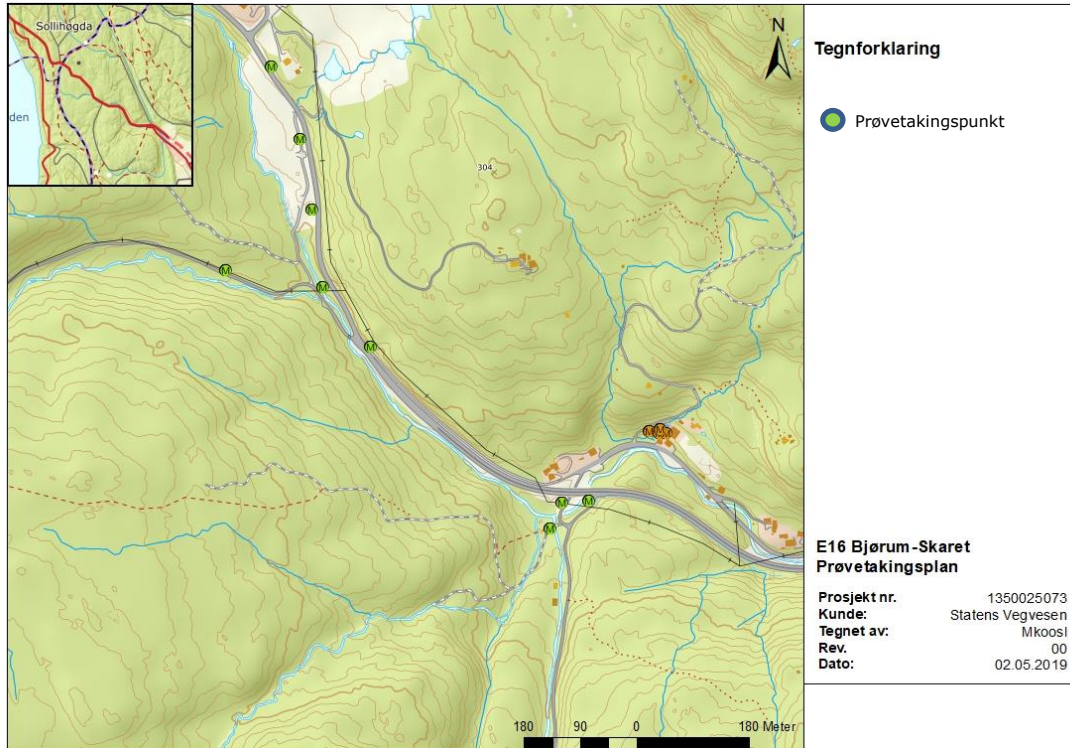 Sollihøgda
den
304
N
M
M
M
M
M
M
M
M
M
M
M
M
180 90 0 180 Meter
Tegnforklaring
Prøvetakingspunkt
E16 Bjørum-Skaret
Prøvetakingsplan
Prosjekt nr. 1350025073
Kunde: Statens Vegvesen
Tegnet av: Mkoosl
Rev. 00
Dato: 02.05.2019